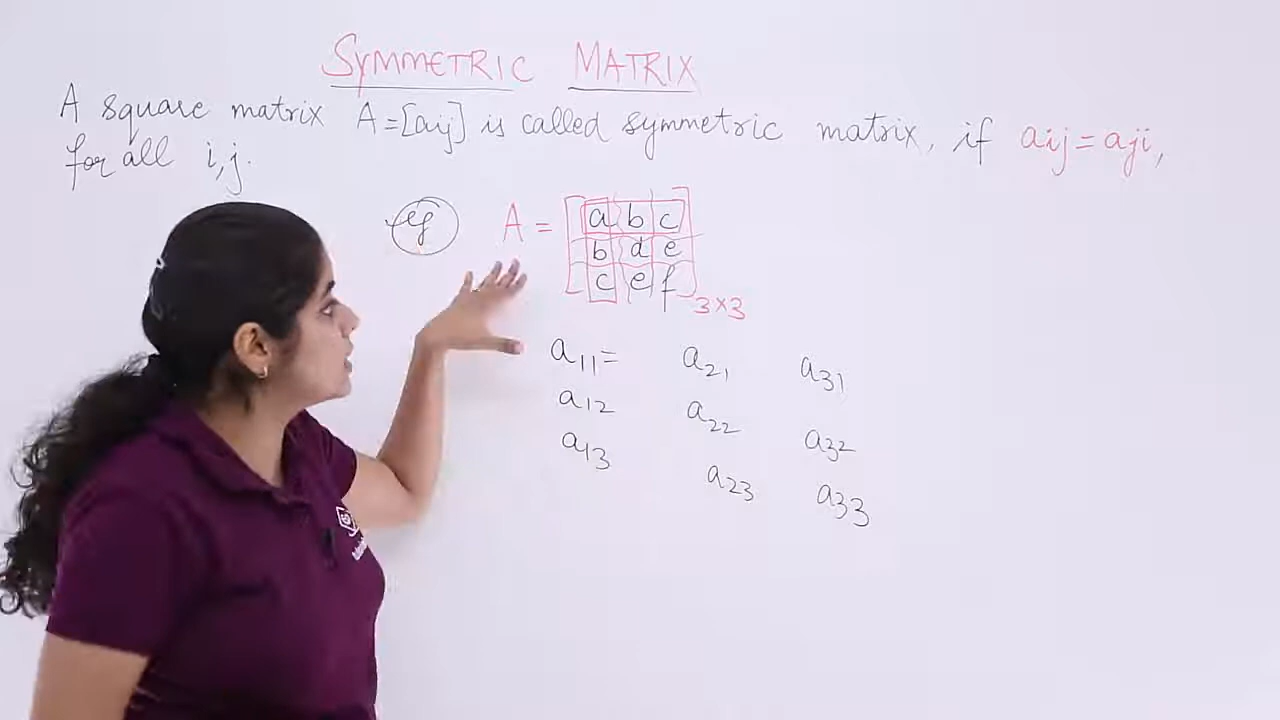 SYMMETRIC MATRIX
A square matrix A=[aij] is called symmetric matrix, if aij = aji,
for all i,j.
eg A = [a b c
b d e
c e f] 3×3
a11= a21 a31
a12 a22 a32
a13 a23 a33